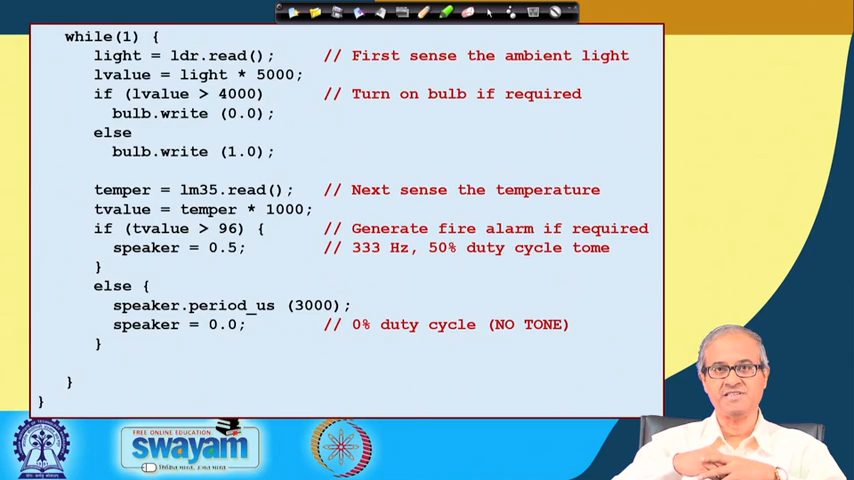 while(1) {
light = ldr.read(); // First sense the ambient light
lvalue = light * 5000;
if (lvalue > 4000) // Turn on bulb if required
bulb.write (0.0);
else
bulb.write (1.0);
temper = lm35.read(); // Next sense the temperature
tvalue = temper * 1000;
if (tvalue > 96) { // Generate fire alarm if required
speaker = 0.5; // 333 Hz, 50% duty cycle tome
}
else {
speaker.period_us (3000);
speaker = 0.0; // 0% duty cycle (NO TONE)
}
}
}
FREE ONLINE EDUCATION
swayam